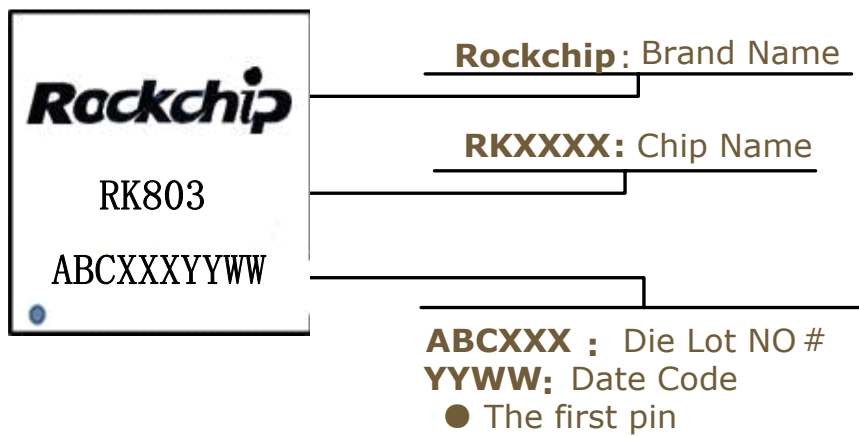 Rockchip
RK803
ABCXXXYYWW
Rockchip: Brand Name
RKXXXX: Chip Name
ABCXXX : Die Lot NO #
YYWW: Date Code
● The first pin